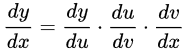 dy/dx = dy/du · du/dv · dv/dx